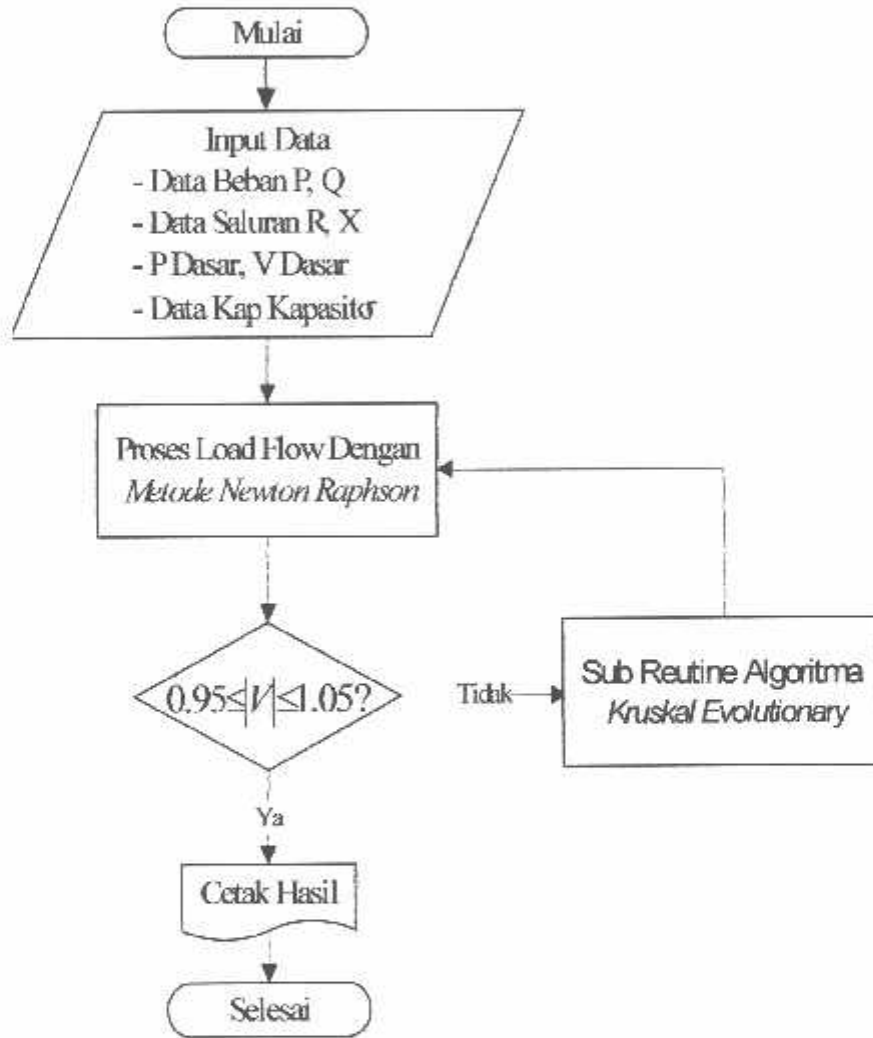 Mulai
Input Data
- Data Beban P, Q
- Data Saluran R, X
- P Dasar, V Dasar
- Data Kap Kapasitor
Proses Load Flow Dengan
Metode Newton Raphson
0.95≤|V|≤1.05?
Tidak
Sub Reutine Algoritma
Kruskal Evolutionary
Ya
Cetak Hasil
Selesai